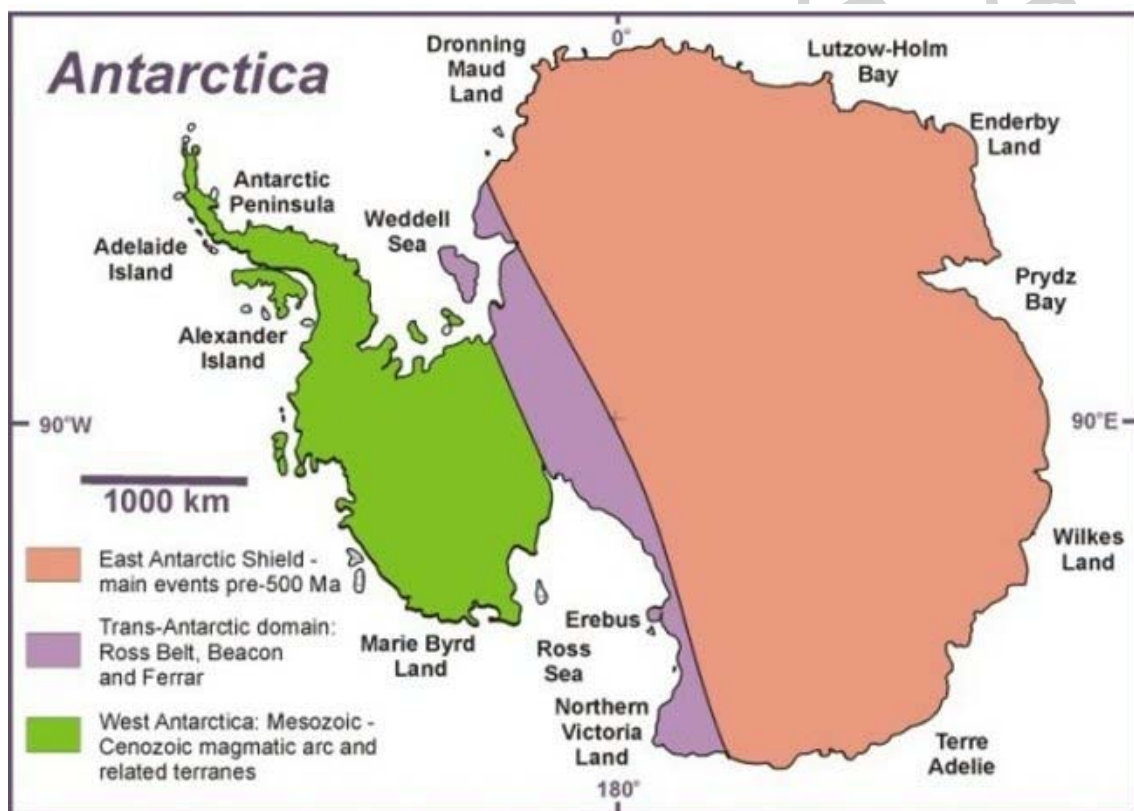 Antarctica
Dronning
Maud
Land
0°
Lutzow-Holm
Bay
Enderby
Land
Antarctic
Peninsula
Weddell
Sea
Adelaide
Island
Prydz
Bay
Alexander
Island
90°W
90°E
1000 km
Wilkes
Land
East Antarctic Shield -
main events pre-500 Ma
Erebus
Trans-Antarctic domain:
Ross Belt, Beacon
and Ferrar
Marie Byrd
Land
Ross
Sea
Northern
Victoria
Land
West Antarctica: Mesozoic -
Cenozoic magmatic arc and
related terranes
Terre
Adelie
180°